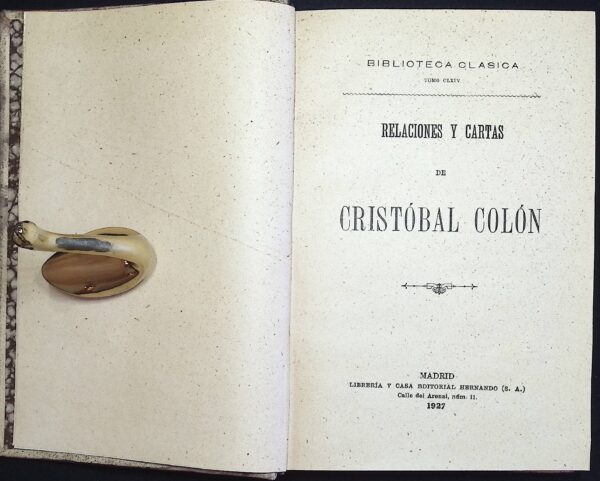 BIBLIOTECA CLASICA
TOMO CLXIV
RELACIONES Y CARTAS
DE
CRISTÓBAL COLÓN
MADRID
LIBRERÍA Y CASA EDITORIAL HERNANDO (S. A.)
Calle del Arenal, núm. 11.
1927